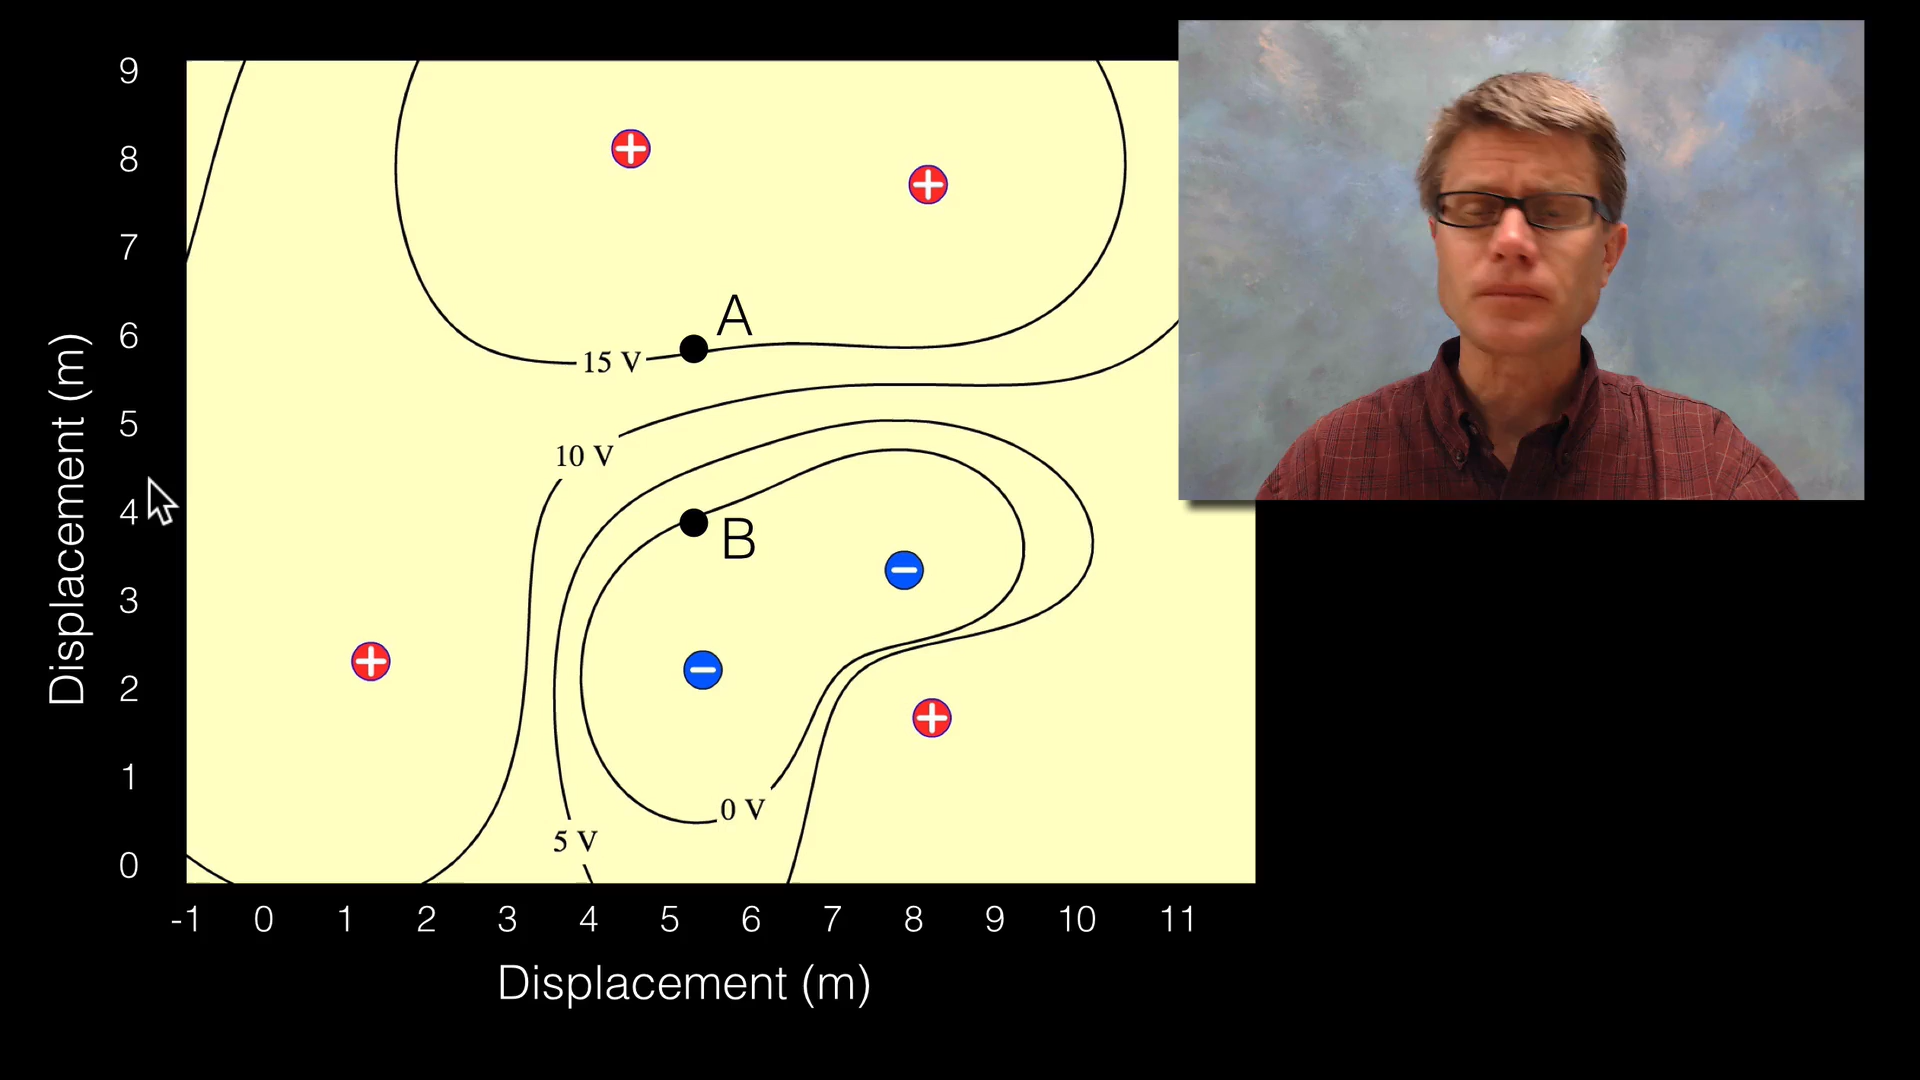 9
8
7
6
5
4
3
2
1
0
Displacement (m)
A
15 V
10 V
B
0 V
5 V
-1 0 1 2 3 4 5 6 7 8 9 10 11
Displacement (m)